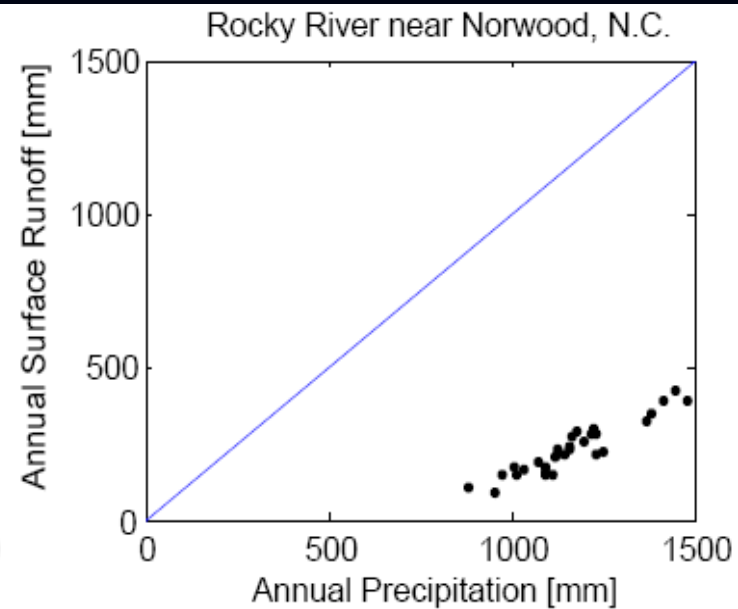 Rocky River near Norwood, N.C.
Annual Surface Runoff [mm]
1500
1000
500
0
0 500 1000 1500
Annual Precipitation [mm]